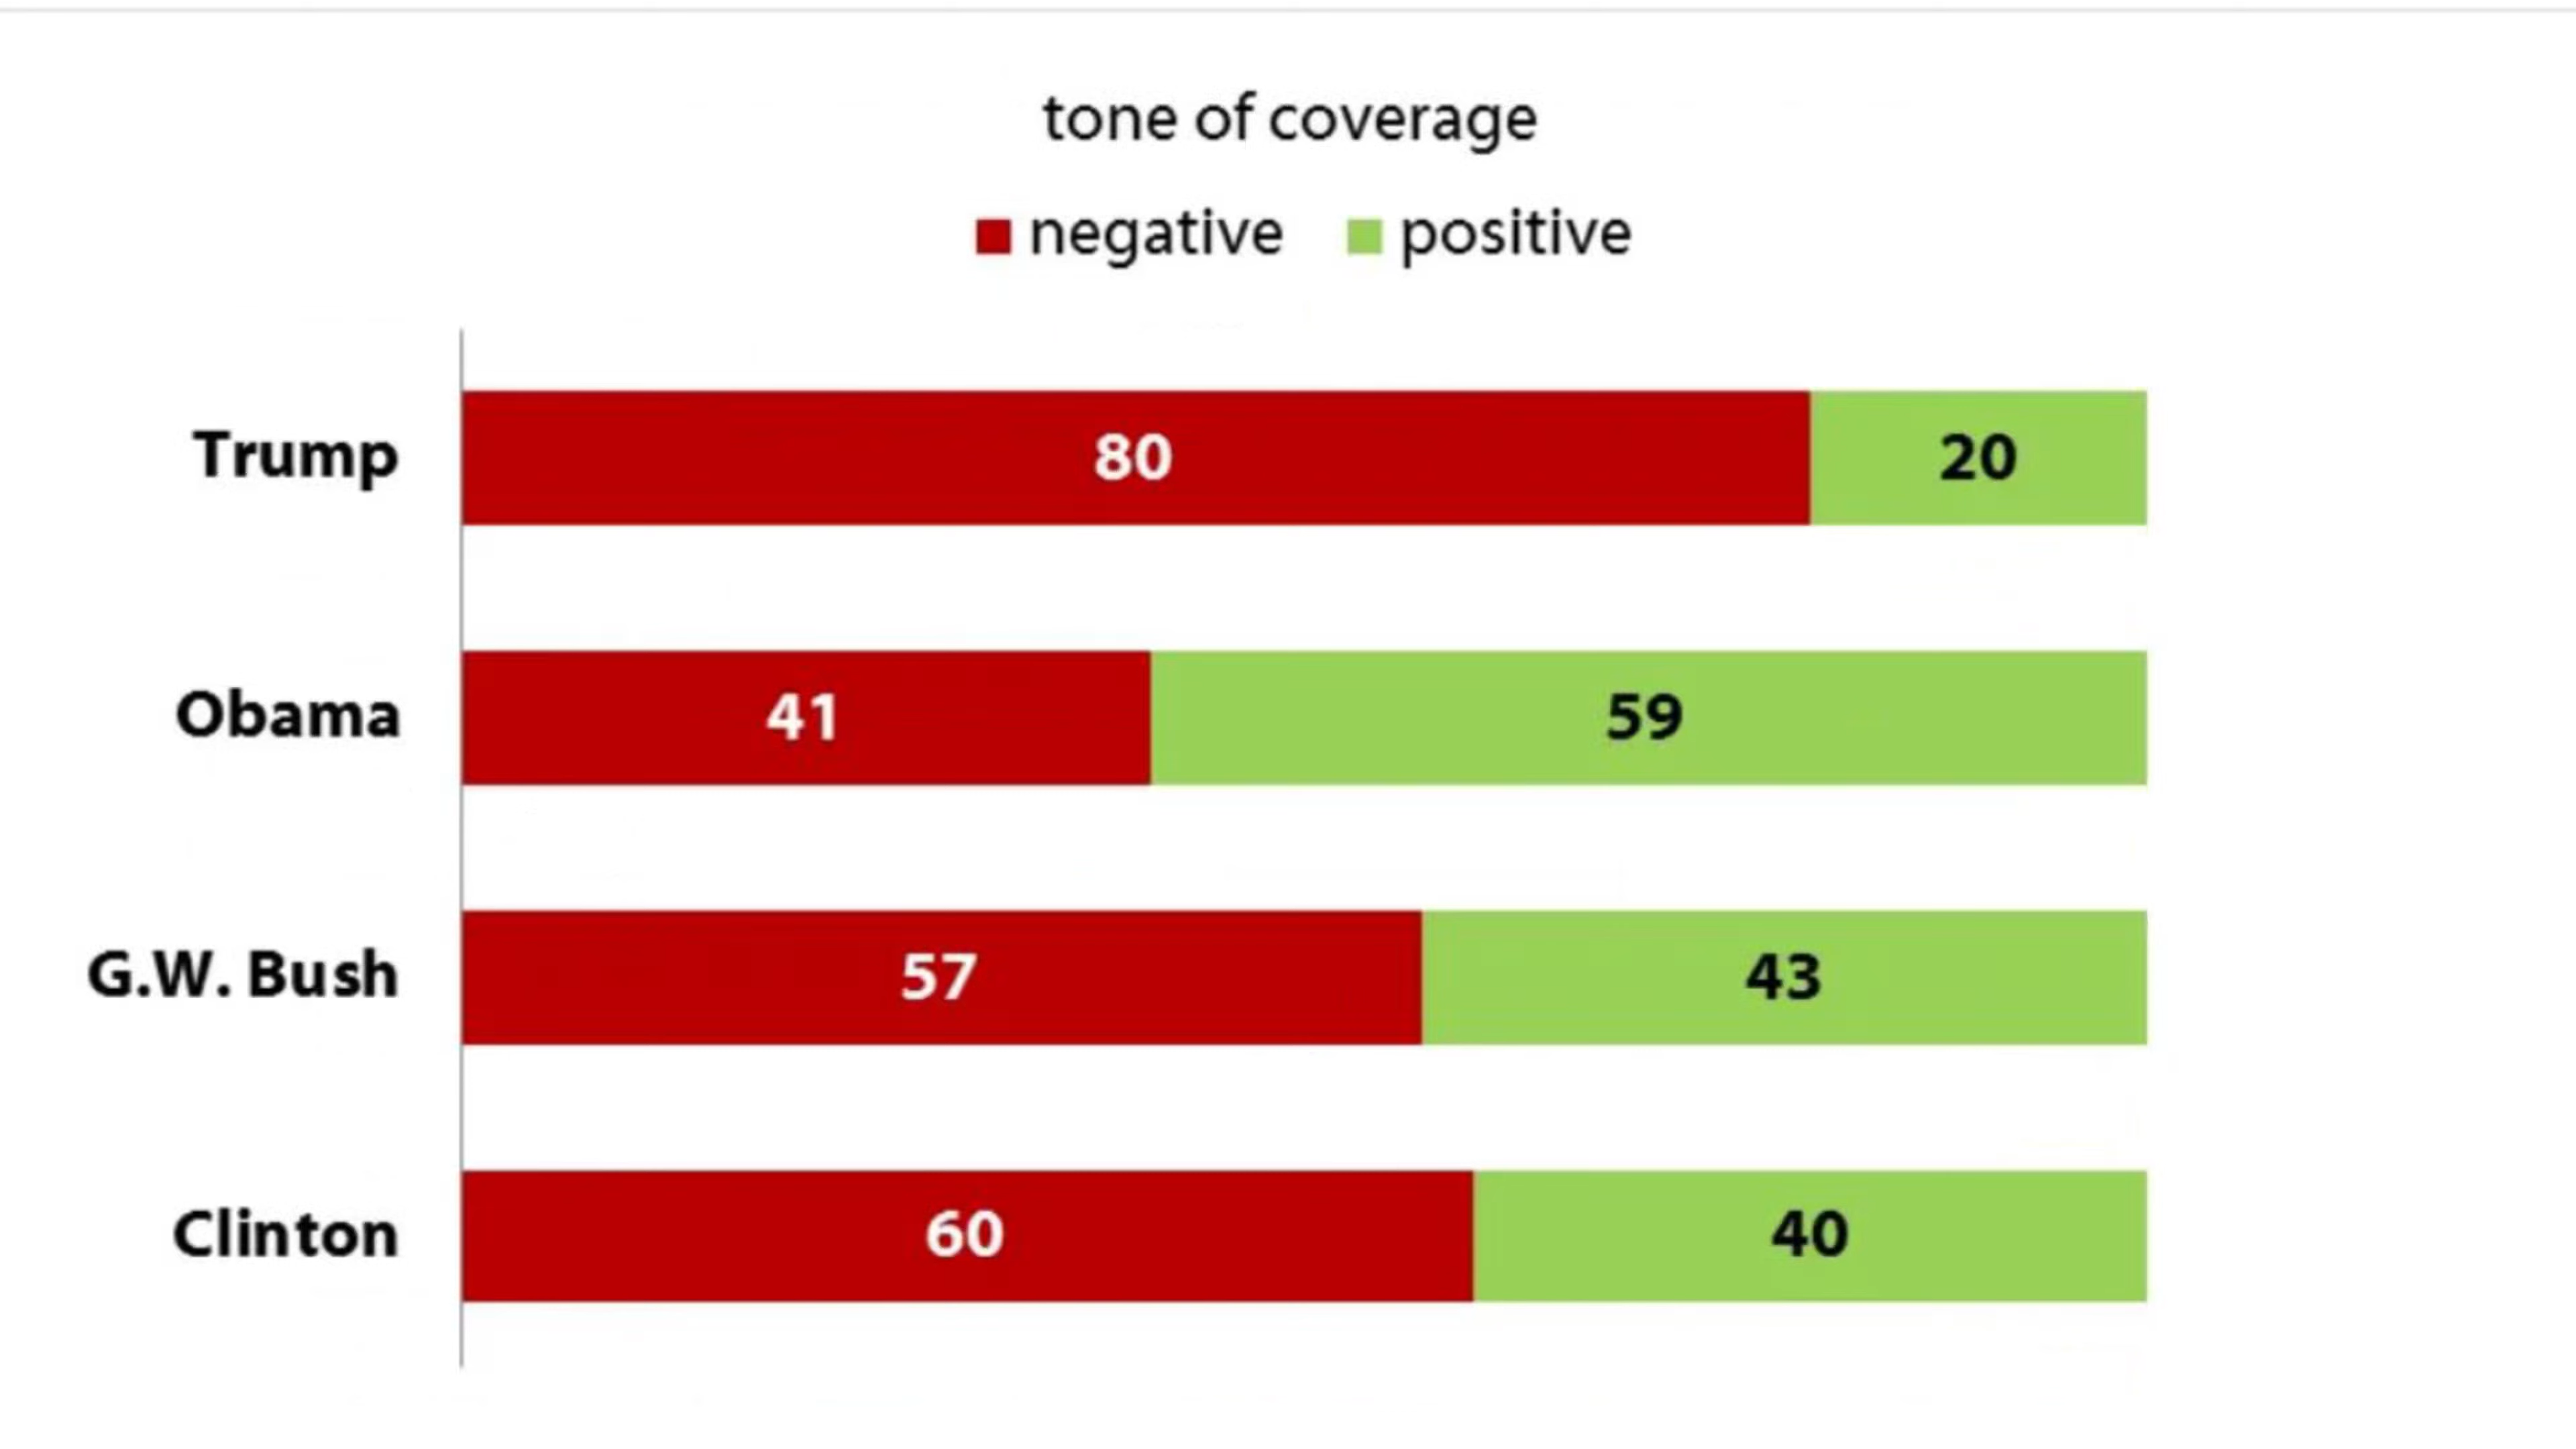 tone of coverage
negative positive
Trump 80 20
Obama 41 59
G.W. Bush 57 43
Clinton 60 40